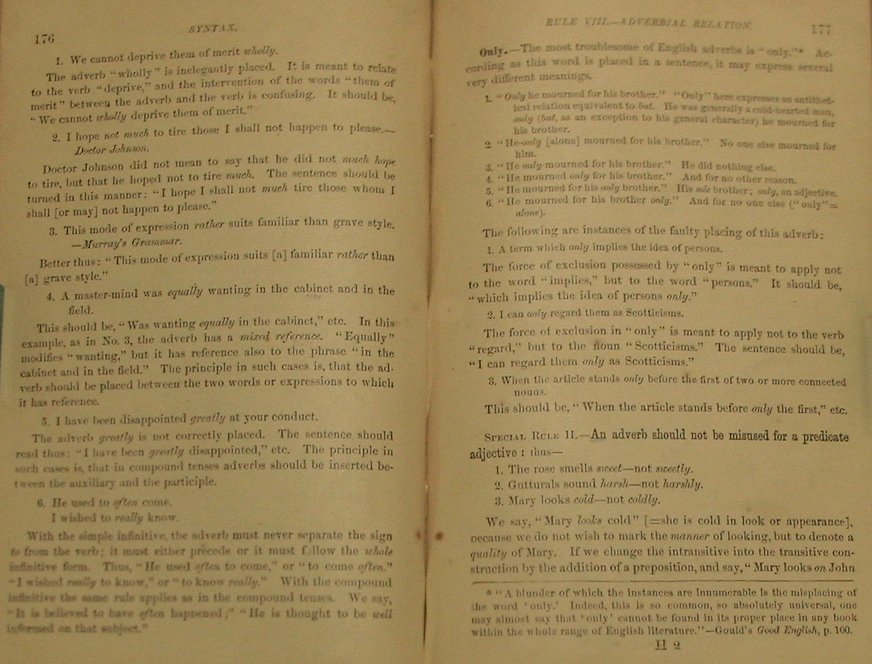 176
SYNTAX.
1. We cannot deprive them of merit wholly.
The adverb "wholly" is inelegantly placed. It is meant to relate
to the verb "deprive," and the intervention of the words "them of
merit" between the adverb and the verb is confusing. It should be,
"We cannot wholly deprive them of merit."
2. I hope not much to tire those I shall not happen to please.—
Doctor Johnson.
Doctor Johnson did not mean to say that he did not much hope
to tire, but that he hoped not to tire much. The sentence should be
turned in this manner: "I hope I shall not much tire those whom I
shall [or may] not happen to please."
3. This mode of expression rather suits familiar than grave style.
—Murray's Grammar.
Better thus: "This mode of expression suits [a] familiar rather than
[a] grave style."
4. A master-mind was equally wanting in the cabinet and in the
field.
This should be, "Was wanting equally in the cabinet," etc. In this
example, as in No. 3, the adverb has a mixed reference. "Equally"
modifies "wanting," but it has reference also to the phrase "in the
cabinet and in the field." The principle in such cases is, that the ad-
verb should be placed between the two words or expressions to which
it has reference.
5. I have been disappointed greatly at your conduct.
The adverb greatly is not correctly placed. The sentence should
read thus: "I have been greatly disappointed," etc. The principle in
such cases is, that in compound tenses adverbs should be inserted be-
tween the auxiliary and the participle.
6. He used to often come.
I wished to really know.
With the simple infinitive, the adverb must never separate the sign
to from the verb; it must either precede or it must follow the whole
infinitive form. Thus, "He used often to come," or "to come often."
"I wished really to know," or "to know really." With the compound
infinitive the same rule applies as in the compound tenses. We say,
"It is believed to have often happened;" "He is thought to be well
informed on that subject."
RULE VIII.—ADVERBIAL RELATION.
177
Only.—The most troublesome of English adverbs is "only."* Ac-
cording as this word is placed in a sentence, it may express several
very different meanings.
1. "Only he mourned for his brother." "Only" here expresses an antithet-
ical relation equivalent to but. He was generally a cold-hearted man,
only (but, as an exception to his general character) he mourned for
his brother.
2. "He only [alone] mourned for his brother." No one else mourned for
him.
3. "He only mourned for his brother." He did nothing else.
4. "He mourned only for his brother." And for no other reason.
5. "He mourned for his only brother." His sole brother; only, an adjective.
6. "He mourned for his brother only." And for no one else ("only"=
alone).
The following are instances of the faulty placing of this adverb:
1. A term which only implies the idea of persons.
The force of exclusion possessed by "only" is meant to apply not
to the word "implies," but to the word "persons." It should be,
"which implies the idea of persons only."
2. I can only regard them as Scotticisms.
The force of exclusion in "only" is meant to apply not to the verb
"regard," but to the noun "Scotticisms." The sentence should be,
"I can regard them only as Scotticisms."
3. When the article stands only before the first of two or more connected
nouns.
This should be, "When the article stands before only the first," etc.
SPECIAL RULE II.—An adverb should not be misused for a predicate
adjective: thus—
1. The rose smells sweet—not sweetly.
2. Gutturals sound harsh—not harshly.
3. Mary looks cold—not coldly.
We say, "Mary looks cold" [=she is cold in look or appearance],
because we do not wish to mark the manner of looking, but to denote a
quality of Mary. If we change the intransitive into the transitive con-
struction by the addition of a preposition, and say, "Mary looks on John
* "A blunder of which the instances are innumerable is the misplacing of
the word 'only.' Indeed, this is so common, so absolutely universal, one
may almost say that 'only' cannot be found in its proper place in any book
within the whole range of English literature."—Gould's Good English, p. 100.
H 2